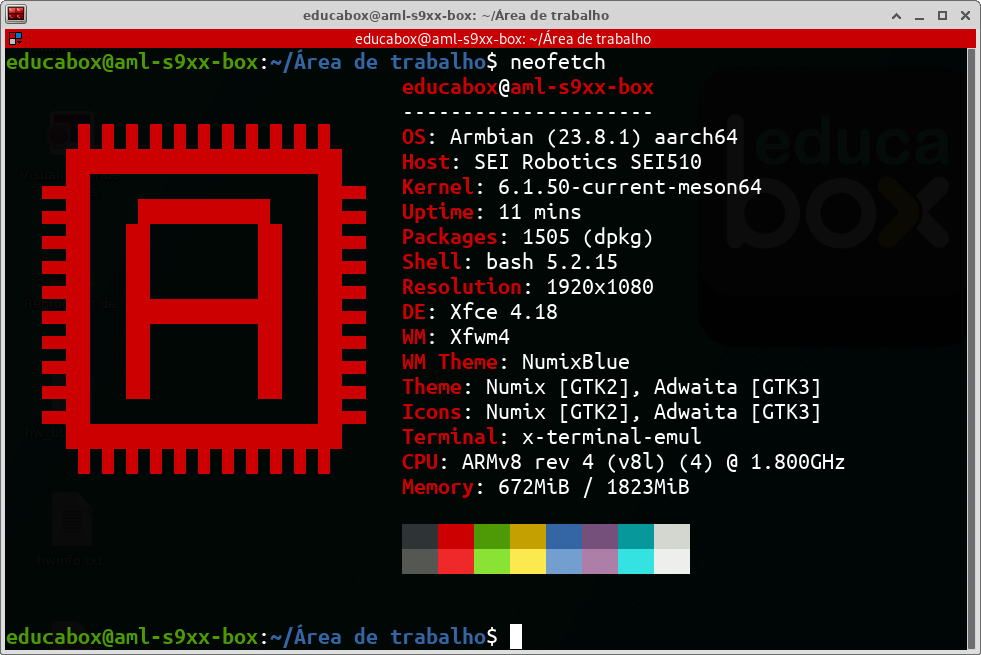 educabox@aml-s9xx-box: ~/Área de trabalho
educabox@aml-s9xx-box: ~/Área de trabalho
educabox@aml-s9xx-box:~/Área de trabalho$ neofetch
educabox@aml-s9xx-box
---------------------
OS: Armbian (23.8.1) aarch64
Host: SEI Robotics SEI510
Kernel: 6.1.50-current-meson64
Uptime: 11 mins
Packages: 1505 (dpkg)
Shell: bash 5.2.15
Resolution: 1920x1080
DE: Xfce 4.18
WM: Xfwm4
WM Theme: NumixBlue
Theme: Numix [GTK2], Adwaita [GTK3]
Icons: Numix [GTK2], Adwaita [GTK3]
Terminal: x-terminal-emul
CPU: ARMv8 rev 4 (v8l) (4) @ 1.800GHz
Memory: 672MiB / 1823MiB
educabox@aml-s9xx-box:~/Área de trabalho$
educa
box
hwinfo.txt